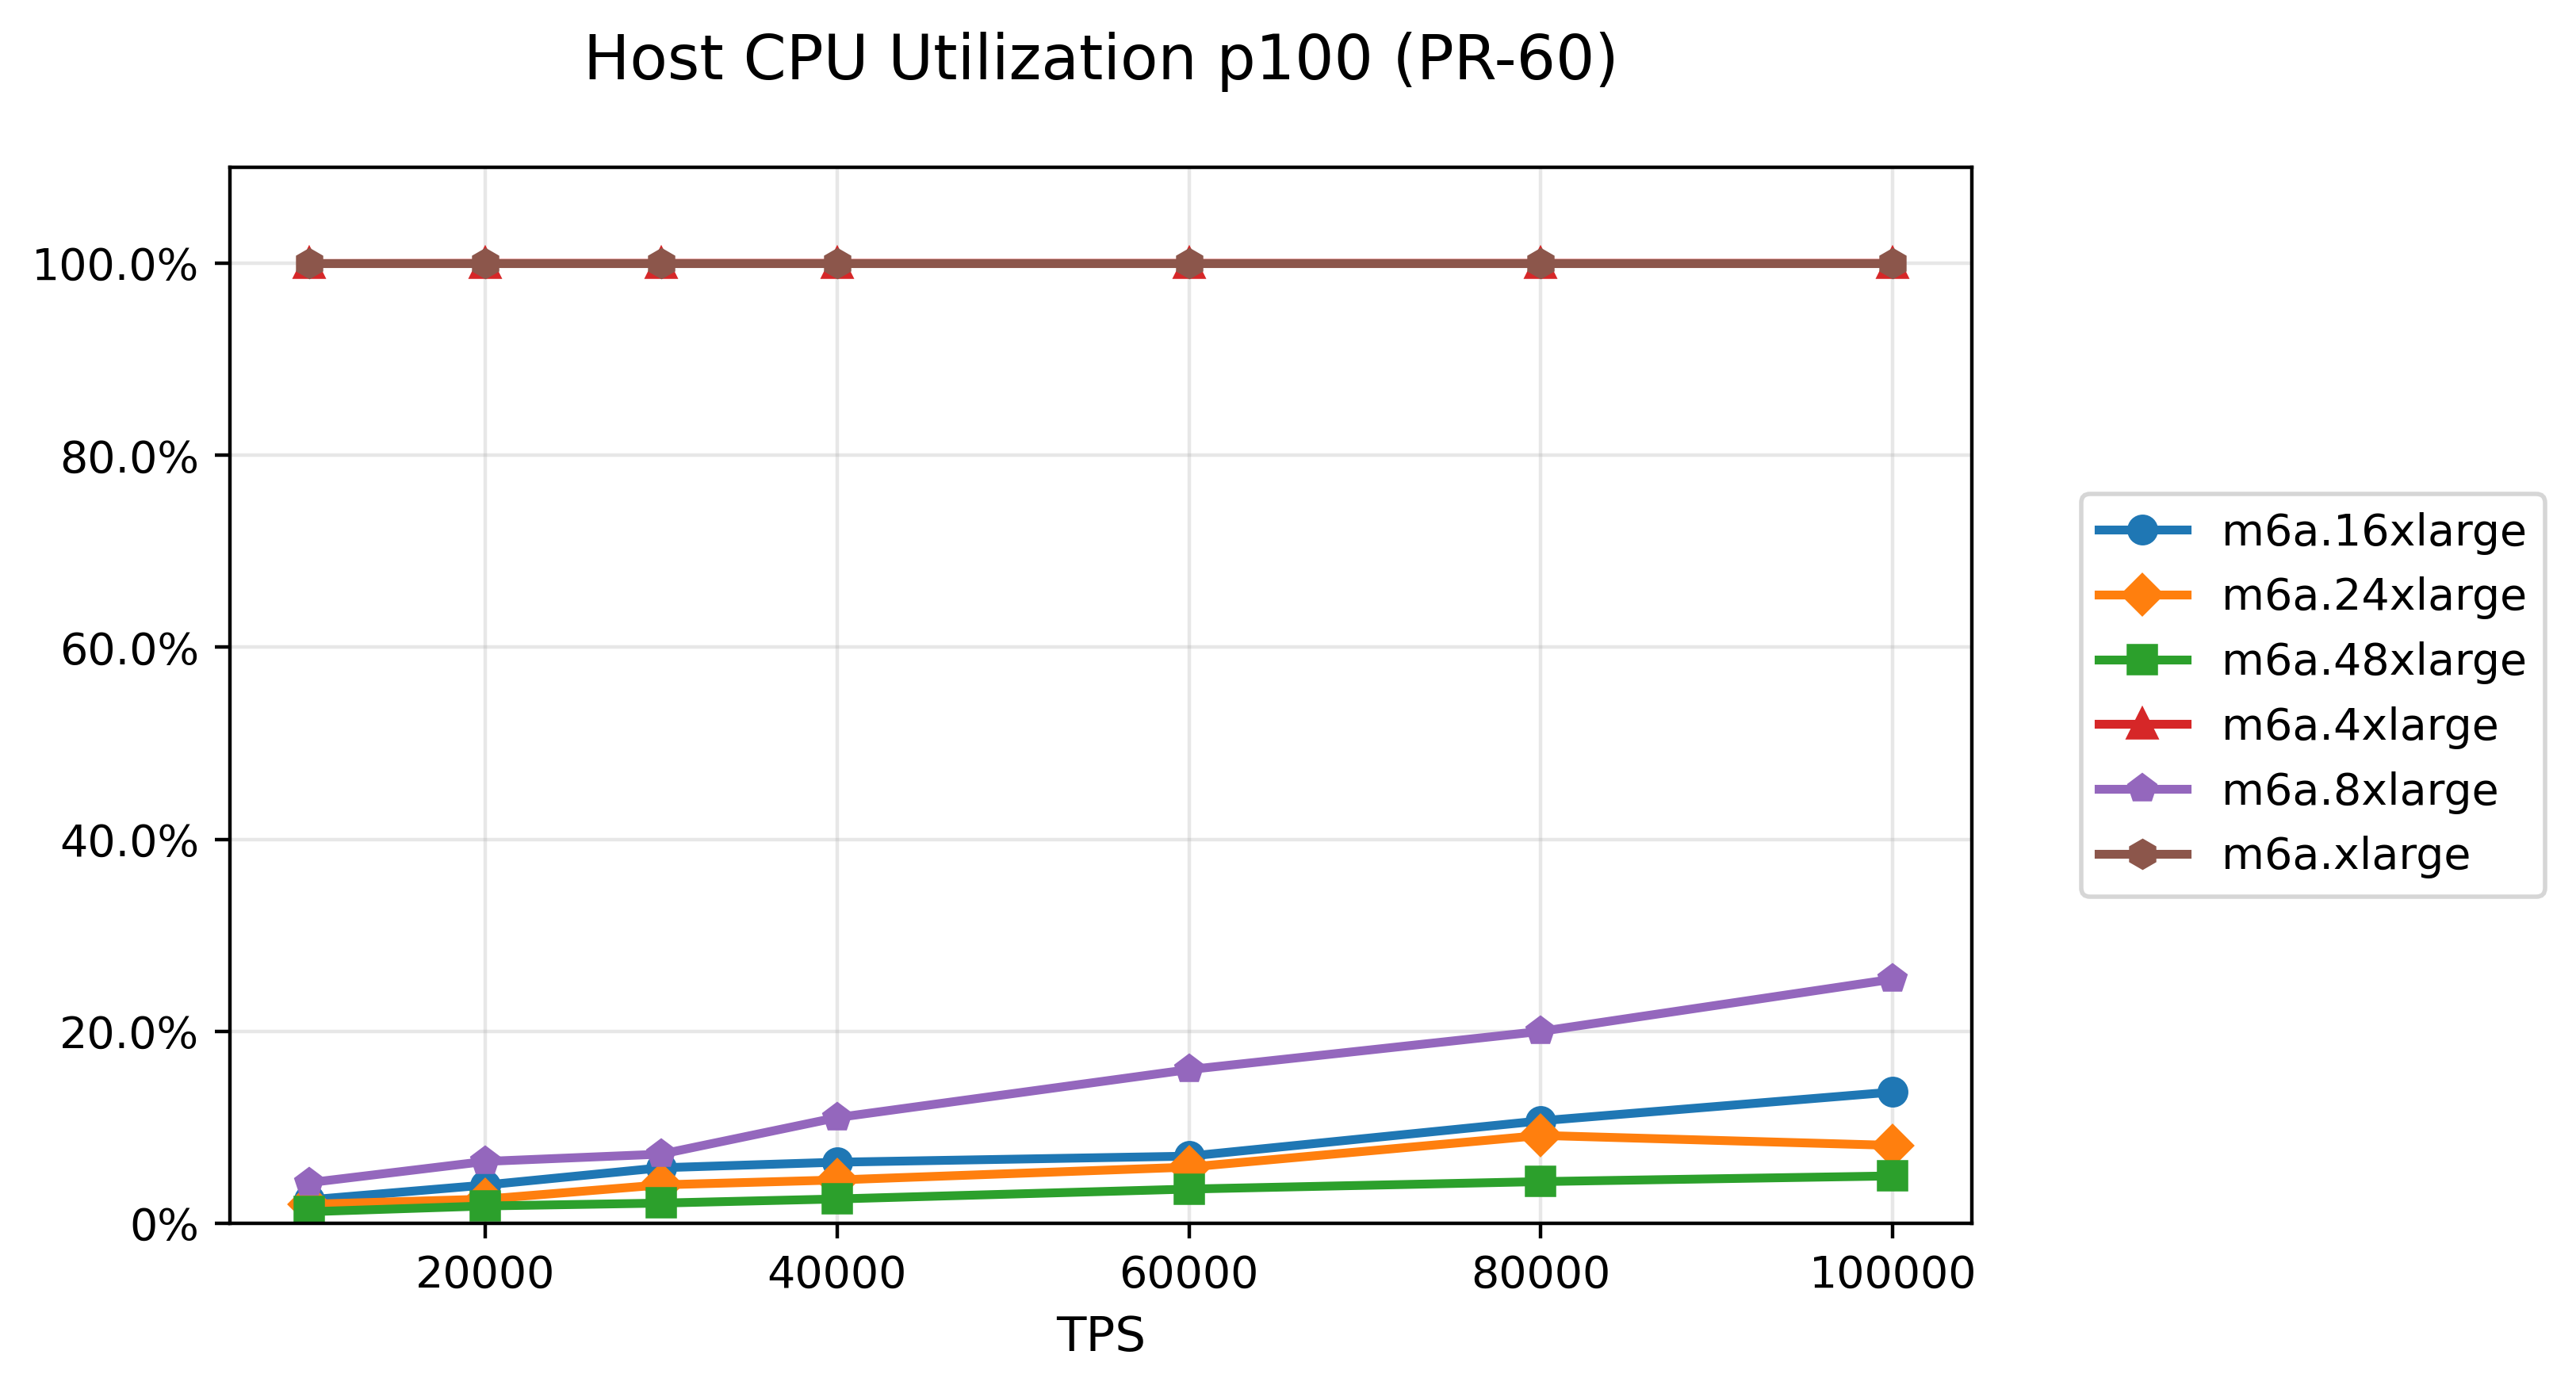 Host CPU Utilization p100 (PR-60)
100.0%
80.0%
60.0%
40.0%
20.0%
0%
20000
40000
60000
80000
100000
TPS
m6a.16xlarge
m6a.24xlarge
m6a.48xlarge
m6a.4xlarge
m6a.8xlarge
m6a.xlarge